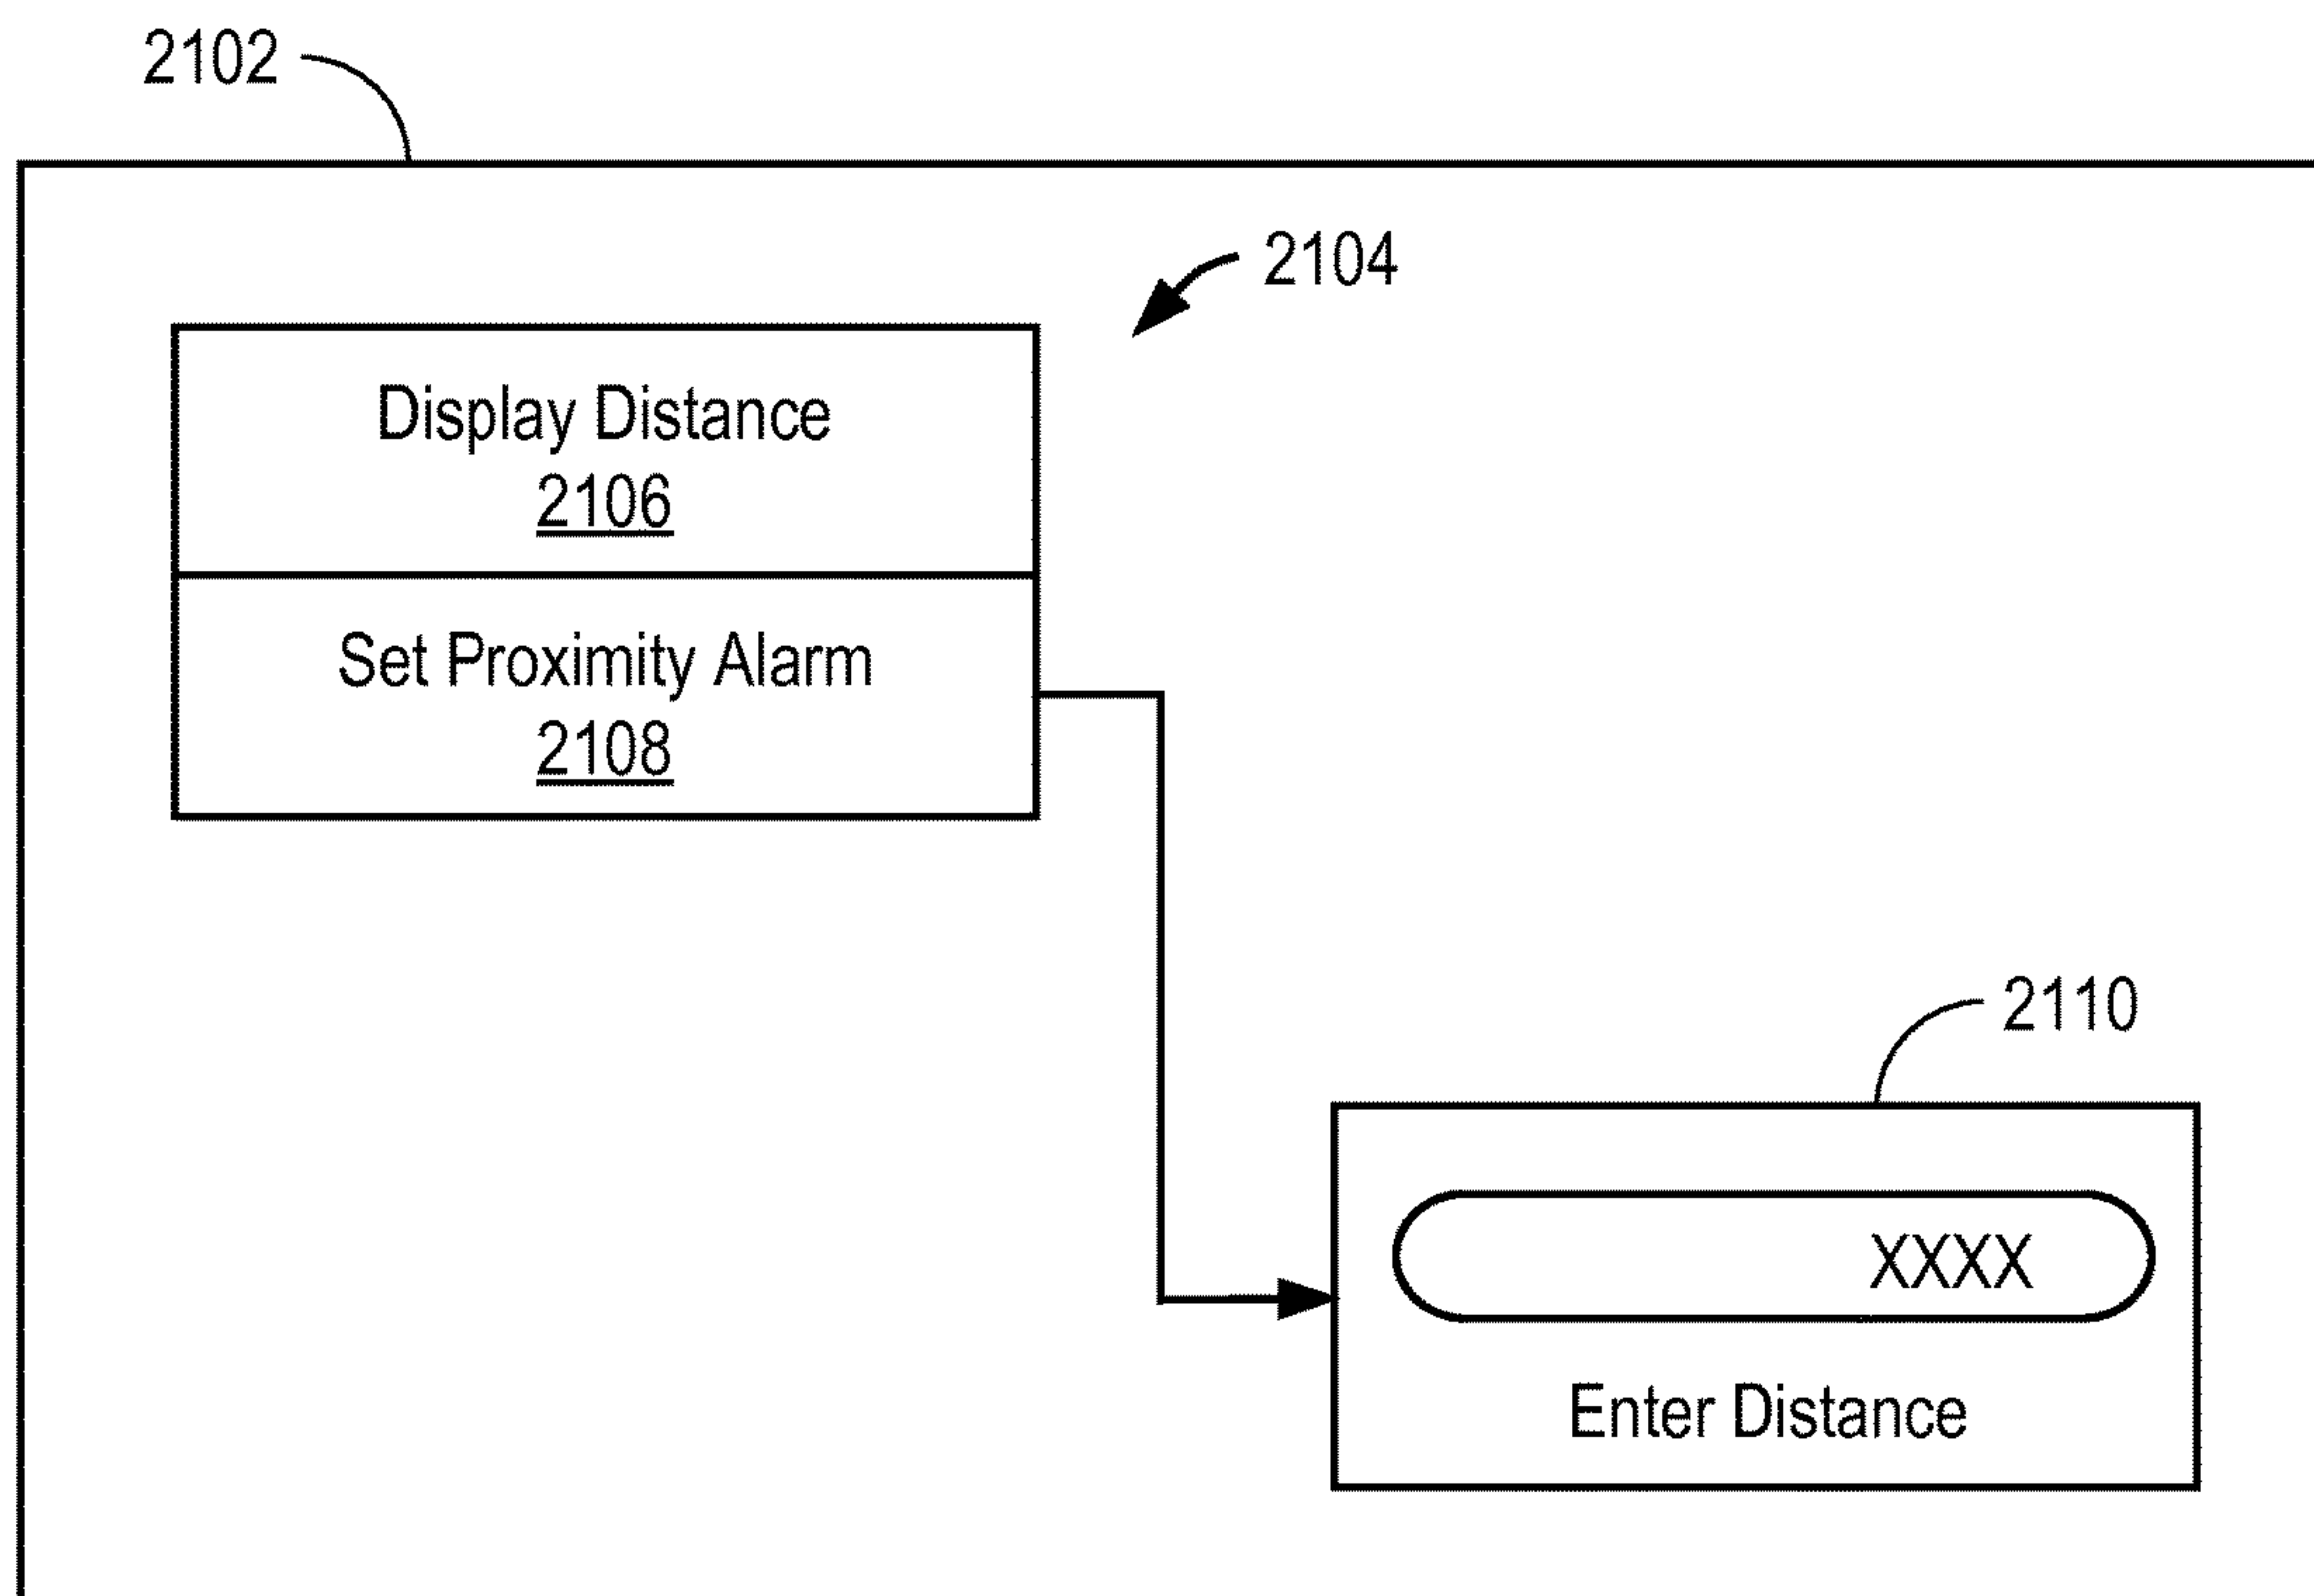 2102
2104
Display Distance
2106
Set Proximity Alarm
2108
2110
XXXX
Enter Distance